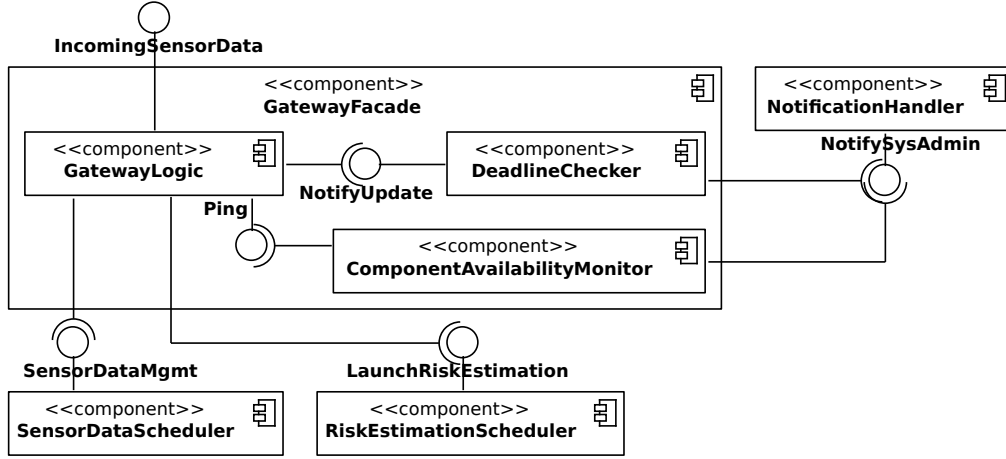 IncomingSensorData
<<component>>
GatewayFacade
<<component>>
NotificationHandler
<<component>>
GatewayLogic
<<component>>
DeadlineChecker
NotifySysAdmin
NotifyUpdate
Ping
<<component>>
ComponentAvailabilityMonitor
SensorDataMgmt
LaunchRiskEstimation
<<component>>
SensorDataScheduler
<<component>>
RiskEstimationScheduler